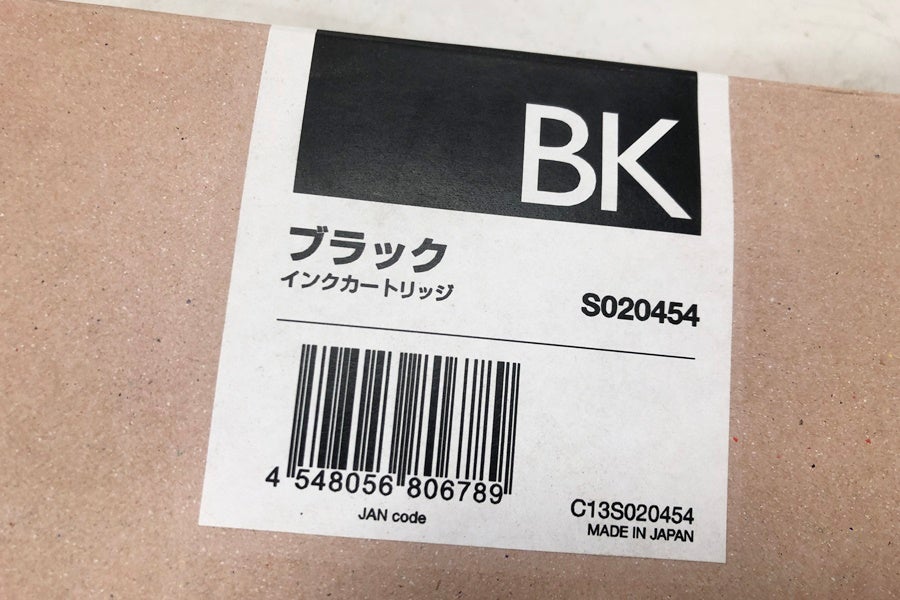 BK
ブラック
インクカートリッジ
S020454
4 548056 806789
JAN code
C13S020454
MADE IN JAPAN